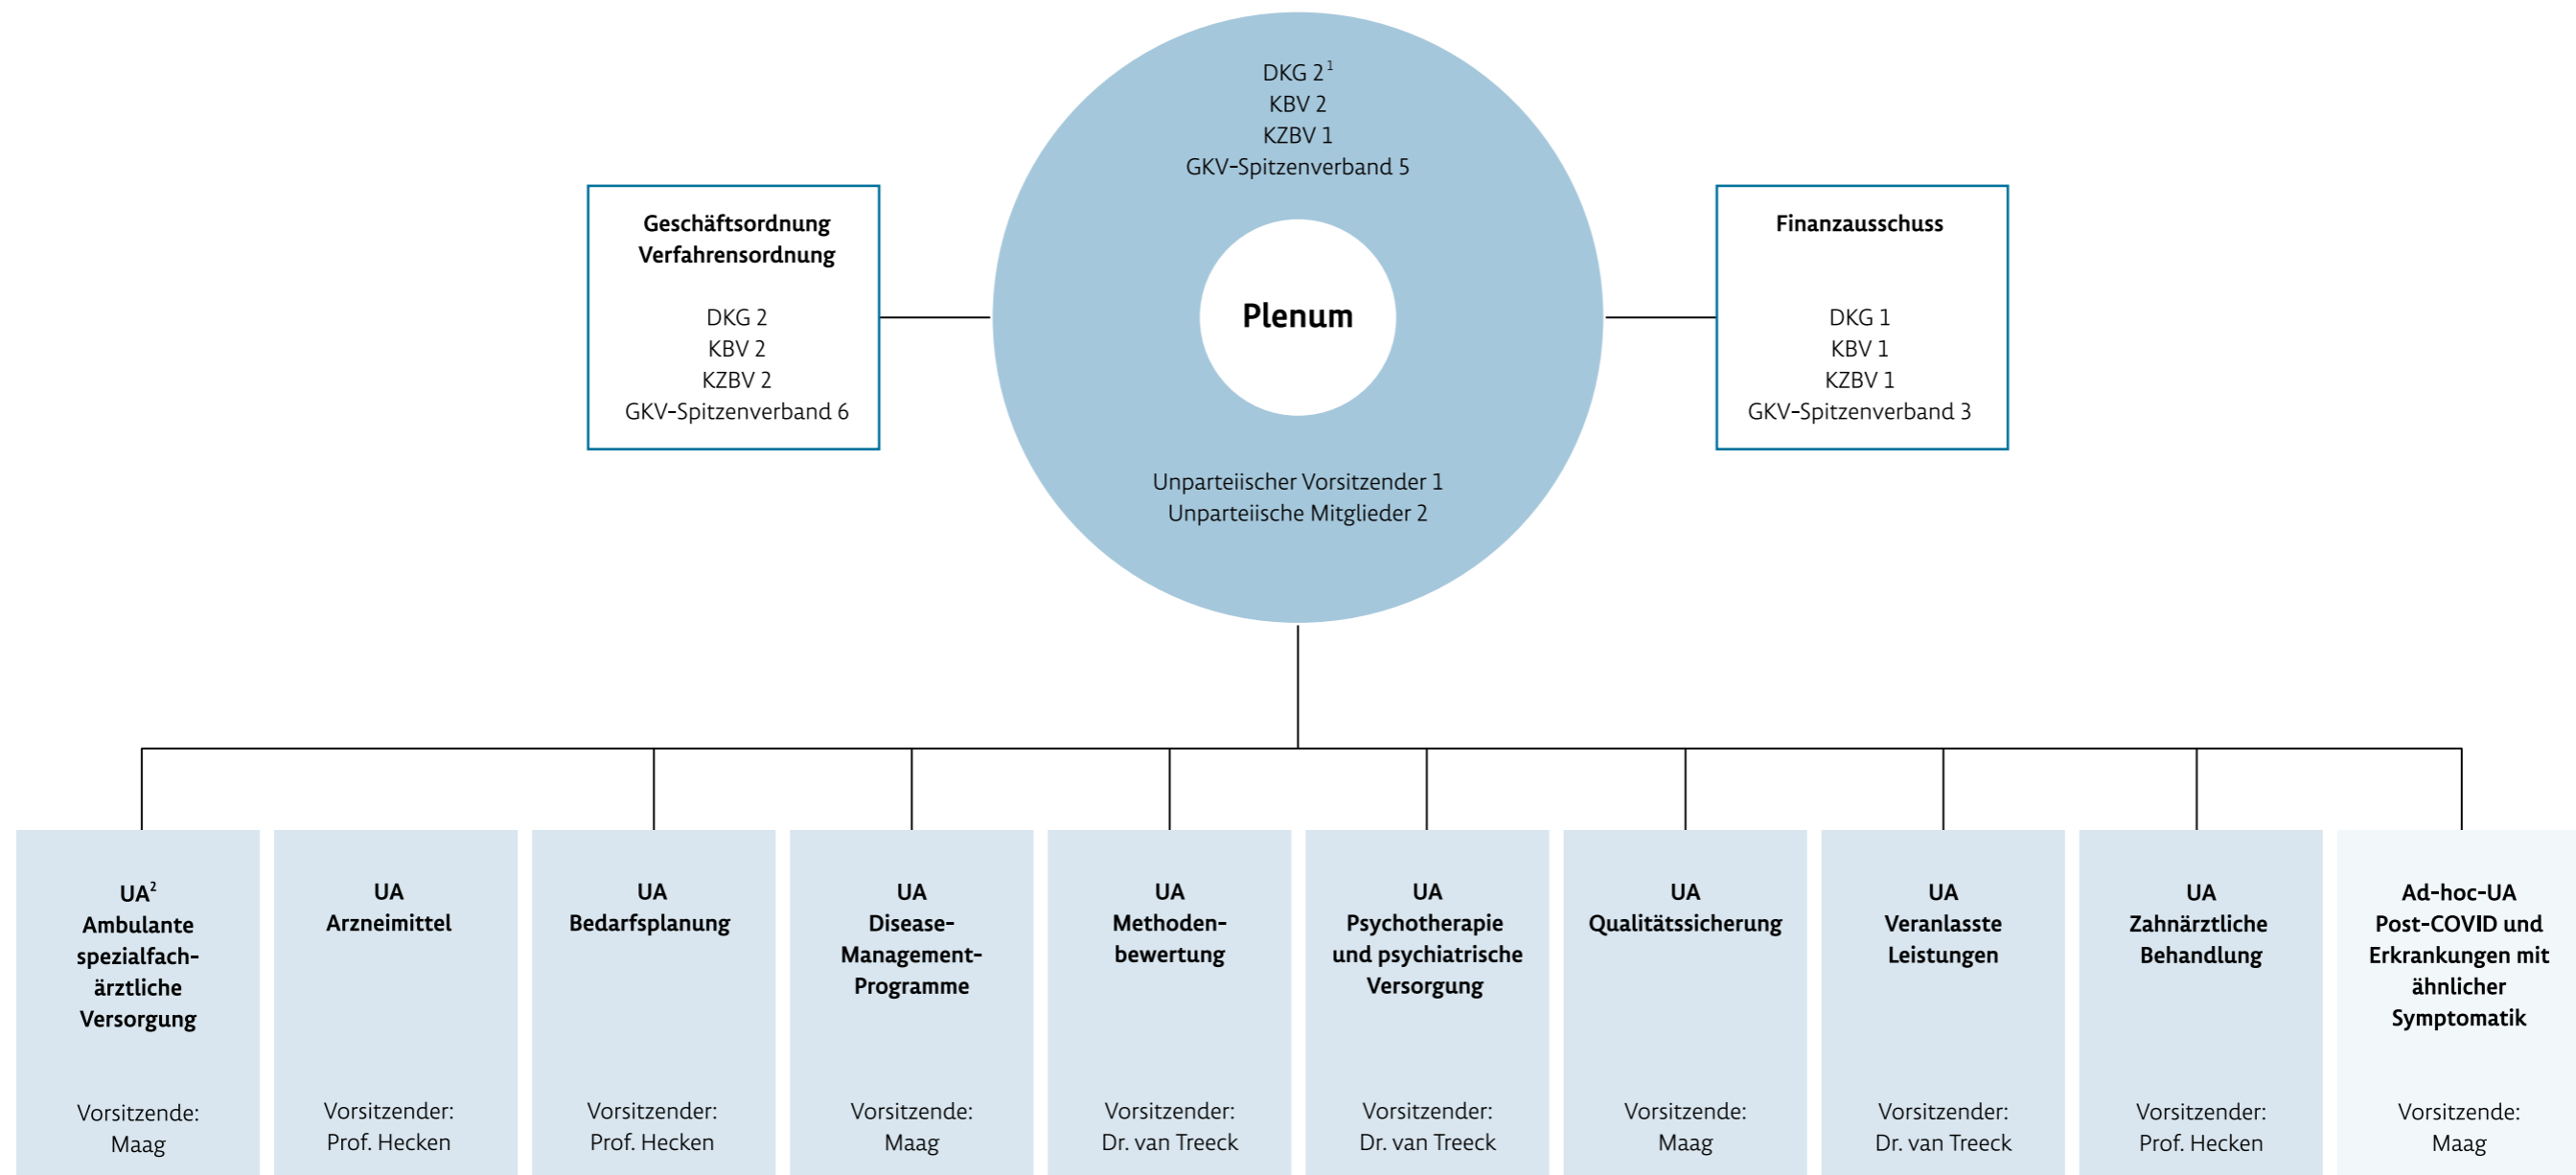 DKG 2¹
KBV 2
KZBV 1
GKV-Spitzenverband 5
Geschäftsordnung
Verfahrensordnung
DKG 2
KBV 2
KZBV 2
GKV-Spitzenverband 6
Plenum
Finanzausschuss
DKG 1
KBV 1
KZBV 1
GKV-Spitzenverband 3
Unparteiischer Vorsitzender 1
Unparteiische Mitglieder 2
UA²
Ambulante
spezialfach-
ärztliche
Versorgung
Vorsitzende:
Maag
UA
Arzneimittel
Vorsitzender:
Prof. Hecken
UA
Bedarfsplanung
Vorsitzender:
Prof. Hecken
UA
Disease-
Management-
Programme
Vorsitzende:
Maag
UA
Methoden-
bewertung
Vorsitzender:
Dr. van Treeck
UA
Psychotherapie
und psychiatrische
Versorgung
Vorsitzender:
Dr. van Treeck
UA
Qualitätssicherung
Vorsitzende:
Maag
UA
Veranlasste
Leistungen
Vorsitzender:
Dr. van Treeck
UA
Zahnärztliche
Behandlung
Vorsitzender:
Prof. Hecken
Ad-hoc-UA
Post-COVID und
Erkrankungen mit
ähnlicher
Symptomatik
Vorsitzende:
Maag